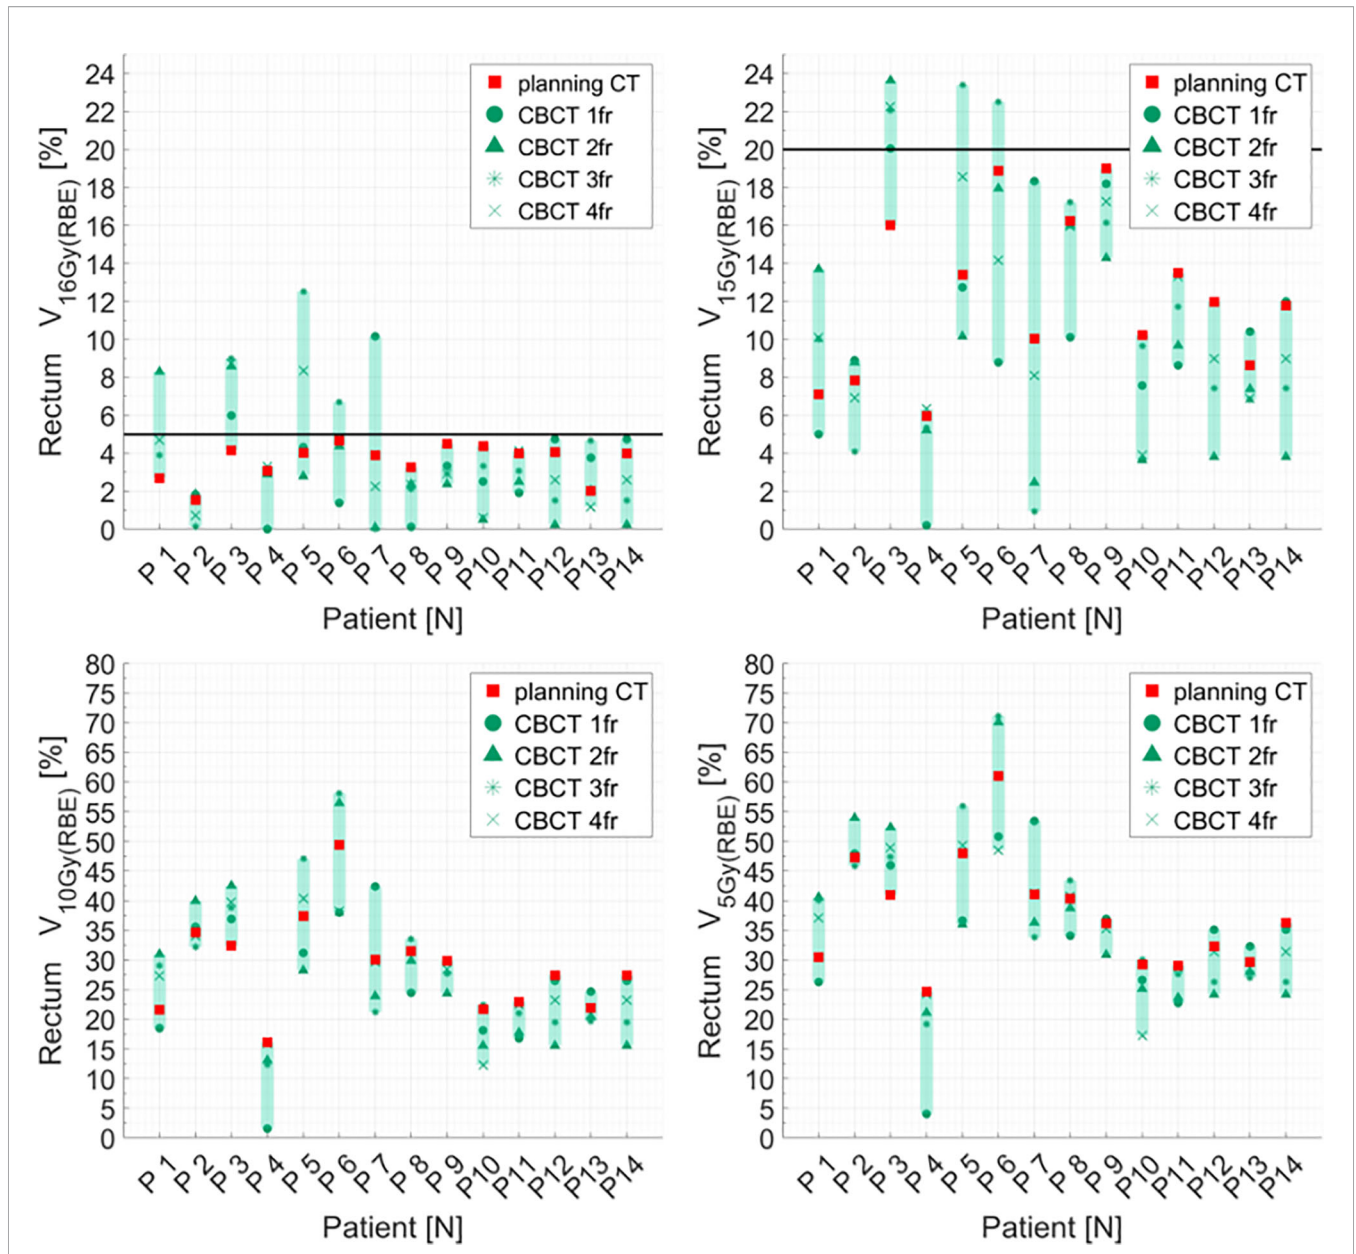 Rectum V16Gy(RBE) [%]
24
22
20
18
16
14
12
10
8
6
4
2
0
planning CT
CBCT 1fr
CBCT 2fr
CBCT 3fr
CBCT 4fr
P 1
P 2
P 3
P 4
P 5
P 6
P 7
P 8
P 9
P10
P11
P12
P13
P14
Patient [N]
Rectum V15Gy(RBE) [%]
24
22
20
18
16
14
12
10
8
6
4
2
0
planning CT
CBCT 1fr
CBCT 2fr
CBCT 3fr
CBCT 4fr
P 1
P 2
P 3
P 4
P 5
P 6
P 7
P 8
P 9
P10
P11
P12
P13
P14
Patient [N]
Rectum V10Gy(RBE) [%]
80
75
70
65
60
55
50
45
40
35
30
25
20
15
10
5
0
planning CT
CBCT 1fr
CBCT 2fr
CBCT 3fr
CBCT 4fr
P 1
P 2
P 3
P 4
P 5
P 6
P 7
P 8
P 9
P10
P11
P12
P13
P14
Patient [N]
Rectum V5Gy(RBE) [%]
80
75
70
65
60
55
50
45
40
35
30
25
20
15
10
5
0
planning CT
CBCT 1fr
CBCT 2fr
CBCT 3fr
CBCT 4fr
P 1
P 2
P 3
P 4
P 5
P 6
P 7
P 8
P 9
P10
P11
P12
P13
P14
Patient [N]